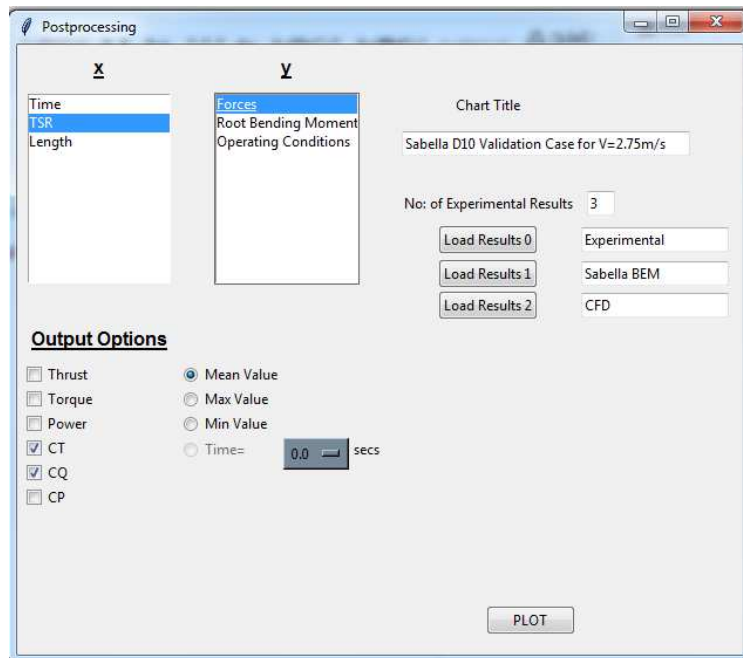 Postprocessing
x
y
Time
TSR
Length
Forces
Root Bending Moment
Operating Conditions
Chart Title
Sabella D10 Validation Case for V=2.75m/s
No: of Experimental Results 3
Load Results 0 Experimental
Load Results 1 Sabella BEM
Load Results 2 CFD
Output Options
Thrust
Torque
Power
CT
CQ
CP
Mean Value
Max Value
Min Value
Time= 0.0 secs
PLOT